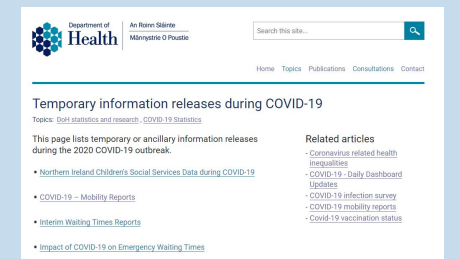 Department of
Health
An Roinn Sláinte
Männystrie O Poustie
Search this site...
Home Topics Publications Consultations Contact
Temporary information releases during COVID-19
Topics: DoH statistics and research , COVID-19 Statistics
This page lists temporary or ancillary information releases
during the 2020 COVID-19 outbreak.
• Northern Ireland Children's Social Services Data during COVID-19
• COVID-19 – Mobility Reports
• Interim Waiting Times Reports
• Impact of COVID-19 on Emergency Waiting Times
Related articles
- Coronavirus related health
inequalities
- COVID-19 - Daily Dashboard
Updates
- COVID-19 infection survey
- COVID-19 mobility reports
- Covid-19 vaccination status